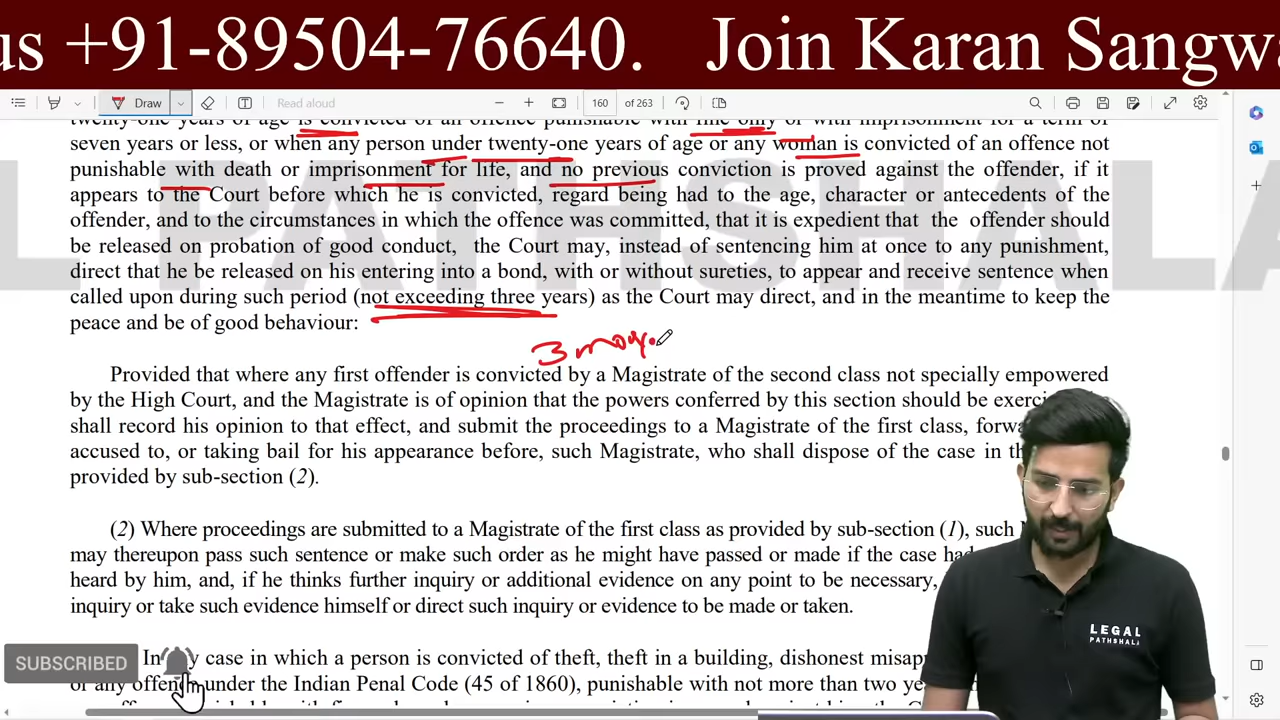 us +91-89504-76640. Join Karan Sangwa
Draw
Read aloud
160 of 263
twenty-one years of age is convicted of an offence punishable with fine only or with imprisonment for a term of
seven years or less, or when any person under twenty-one years of age or any woman is convicted of an offence not
punishable with death or imprisonment for life, and no previous conviction is proved against the offender, if it
appears to the Court before which he is convicted, regard being had to the age, character or antecedents of the
offender, and to the circumstances in which the offence was committed, that it is expedient that the offender should
be released on probation of good conduct, the Court may, instead of sentencing him at once to any punishment,
direct that he be released on his entering into a bond, with or without sureties, to appear and receive sentence when
called upon during such period (not exceeding three years) as the Court may direct, and in the meantime to keep the
peace and be of good behaviour:
3
Provided that where any first offender is convicted by a Magistrate of the second class not specially empowered
by the High Court, and the Magistrate is of opinion that the powers conferred by this section should be exerci
shall record his opinion to that effect, and submit the proceedings to a Magistrate of the first class, forwa
accused to, or taking bail for his appearance before, such Magistrate, who shall dispose of the case in th
provided by sub-section (2).
(2) Where proceedings are submitted to a Magistrate of the first class as provided by sub-section (1), such
may thereupon pass such sentence or make such order as he might have passed or made if the case had
heard by him, and, if he thinks further inquiry or additional evidence on any point to be necessary,
inquiry or take such evidence himself or direct such inquiry or evidence to be made or taken.
In case in which a person is convicted of theft, theft in a building, dishonest misap
or any offen under the Indian Penal Code (45 of 1860), punishable with not more than two ye
L PATHSHALA
SUBSCRIBED
LEGAL
PATHSHALA